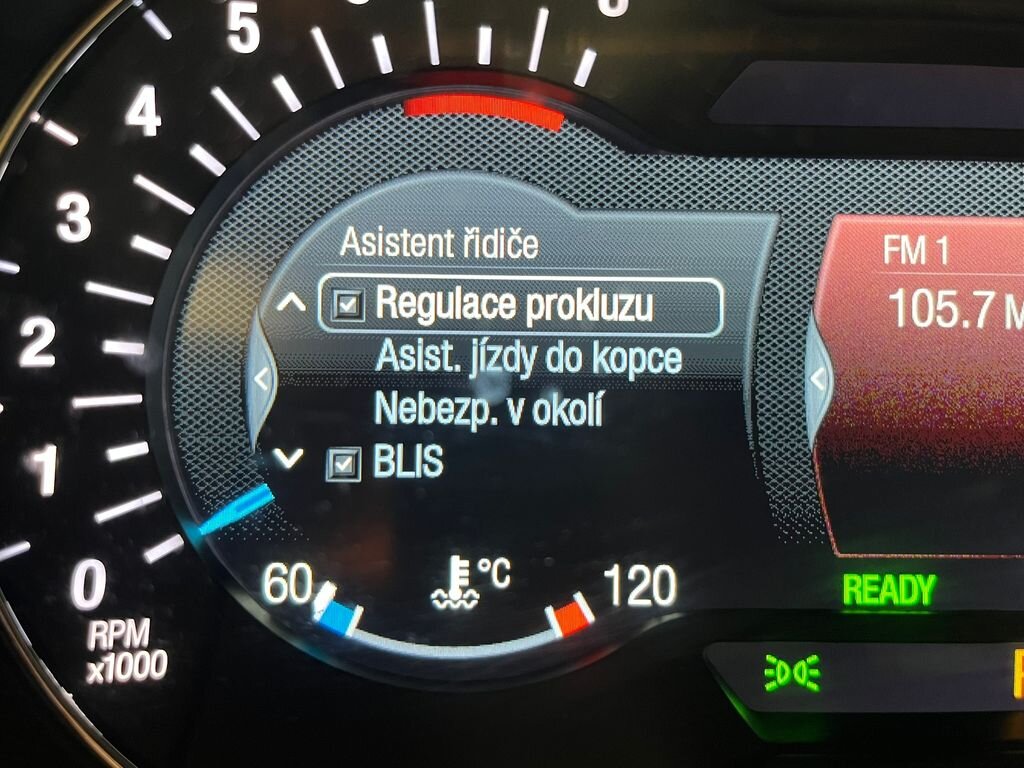 5
4
3
2
1
0
RPM
x1000
Asistent řidiče
Regulace prokluzu
Asist. jízdy do kopce
Nebezp. v okolí
BLIS
60
°C
120
FM 1
105.7
READY